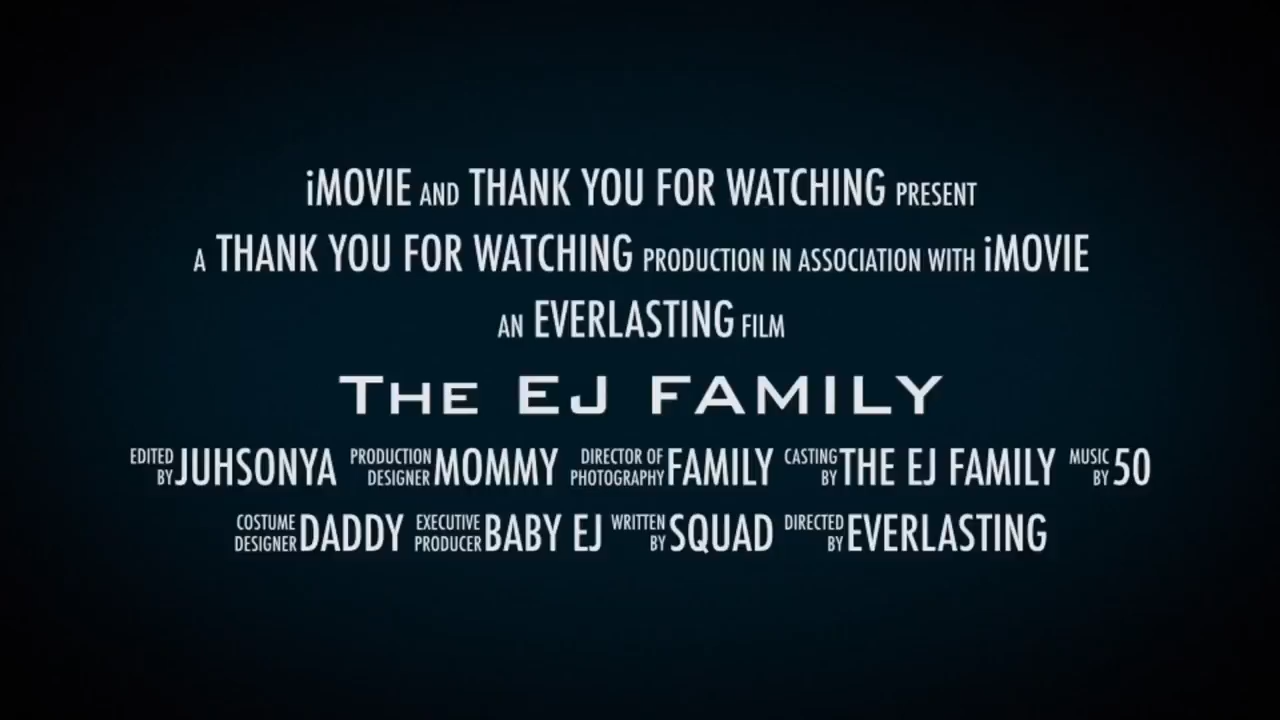 iMOVIE AND THANK YOU FOR WATCHING PRESENT
A THANK YOU FOR WATCHING PRODUCTION IN ASSOCIATION WITH iMOVIE
AN EVERLASTING FILM
THE EJ FAMILY
EDITED BY JUHSONYA PRODUCTION DESIGNER MOMMY DIRECTOR OF PHOTOGRAPHY FAMILY CASTING BY THE EJ FAMILY MUSIC BY 50
COSTUME DESIGNER DADDY EXECUTIVE PRODUCER BABY EJ WRITTEN BY SQUAD DIRECTED BY EVERLASTING